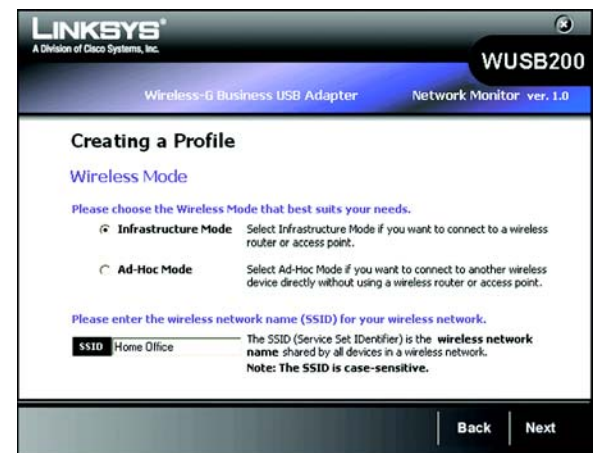 LINKSYS®
A Division of Cisco Systems, Inc.
WUSB200
Wireless-G Business USB Adapter
Network Monitor ver. 1.0
Creating a Profile
Wireless Mode
Please choose the Wireless Mode that best suits your needs.
Infrastructure Mode
Select Infrastructure Mode if you want to connect to a wireless
router or access point.
Ad-Hoc Mode
Select Ad-Hoc Mode if you want to connect to another wireless
device directly without using a wireless router or access point.
Please enter the wireless network name (SSID) for your wireless network.
SSID Home Office
The SSID (Service Set IDentifier) is the wireless network
name shared by all devices in a wireless network.
Note: The SSID is case-sensitive.
Back Next